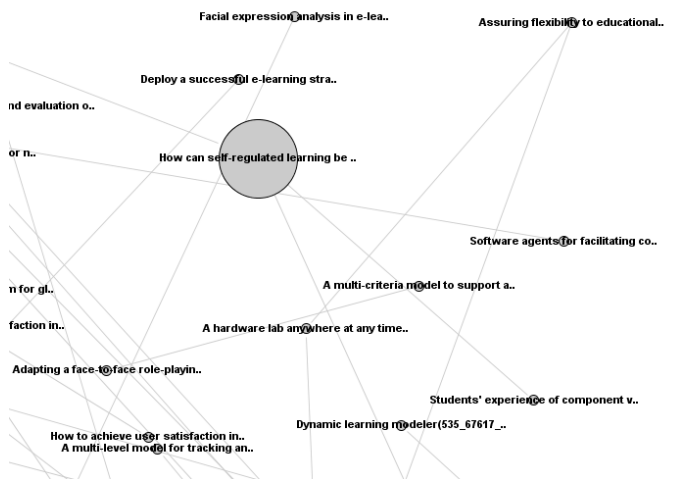 Facial expression analysis in e-lea..
Assuring flexibility to educational..
Deploy a successful e-learning stra..
nd evaluation o..
or n..
How can self-regulated learning be ..
Software agents for facilitating co..
m for gl..
A multi-criteria model to support a..
faction in..
A hardware lab anywhere at any time..
Adapting a face-to-face role-playin..
Students' experience of component v..
Dynamic learning modeler(535_67617_..
How to achieve user satisfaction in..
A multi-level model for tracking an..